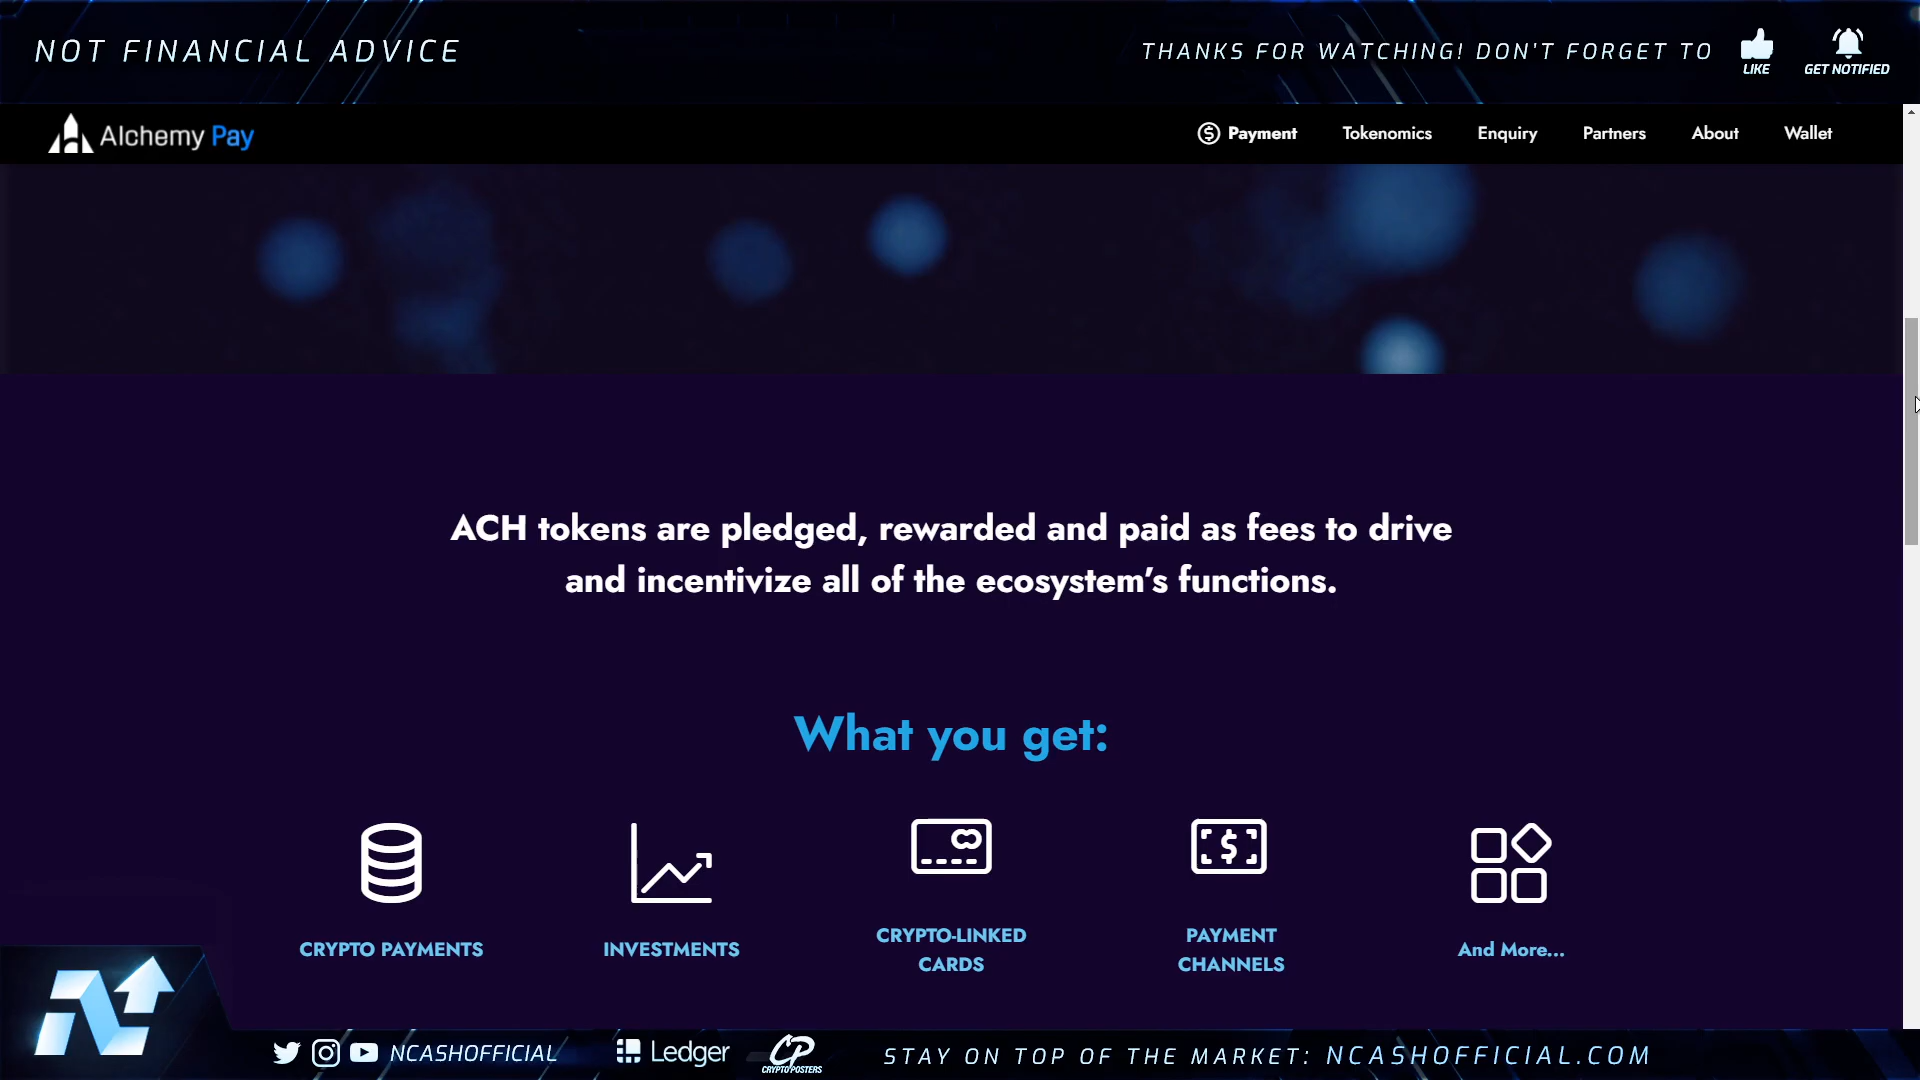 NOT FINANCIAL ADVICE
THANKS FOR WATCHING! DON'T FORGET TO
LIKE
GET NOTIFIED
Alchemy Pay
Payment
Tokenomics
Enquiry
Partners
About
Wallet
ACH tokens are pledged, rewarded and paid as fees to drive
and incentivize all of the ecosystem's functions.
What you get:
CRYPTO PAYMENTS
INVESTMENTS
CRYPTO-LINKED
CARDS
PAYMENT
CHANNELS
And More...
NCASHOFFICIAL
Ledger
CP
CRYPTOPOSTERS
STAY ON TOP OF THE MARKET: NCASHOFFICIAL.COM